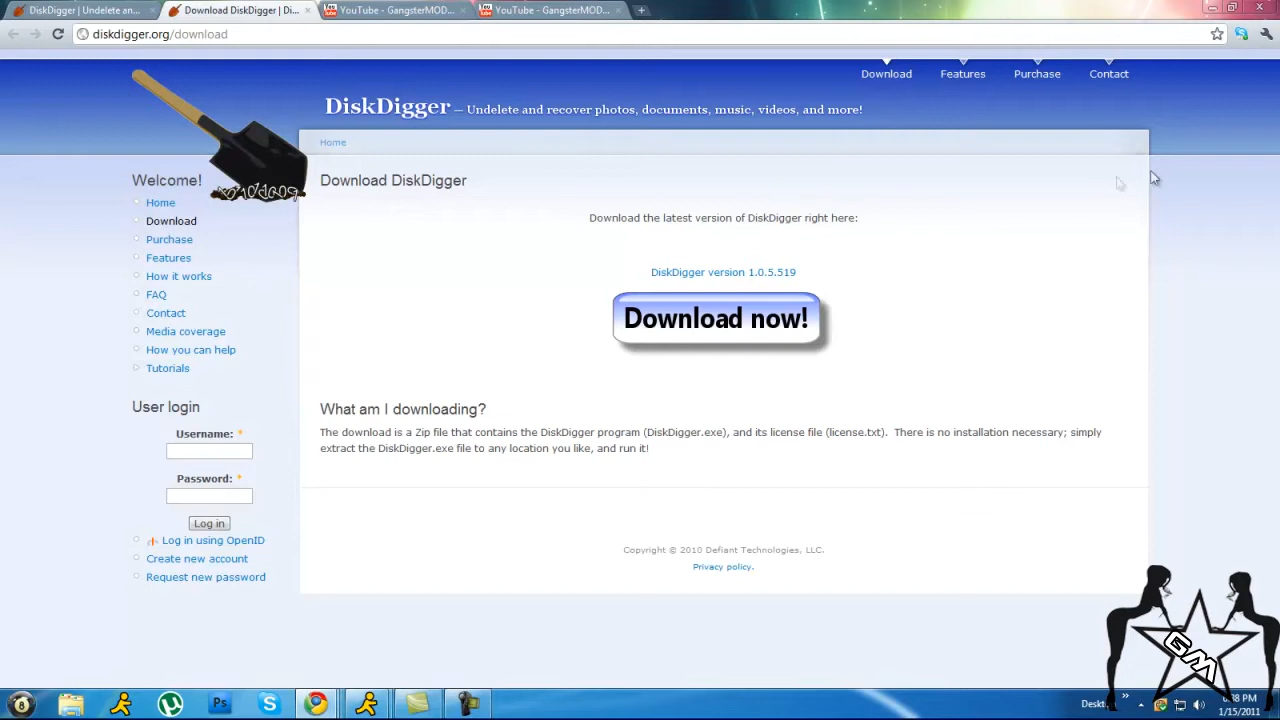 DiskDigger | Undelete an...
Download DiskDigger | Di...
YouTube - GangsterMOD...
YouTube - GangsterMOD...
diskdigger.org/download
Download Features Purchase Contact
DiskDigger — Undelete and recover photos, documents, music, videos, and more!
Home
Welcome!
Home
Download
Purchase
Features
How it works
FAQ
Contact
Media coverage
How you can help
Tutorials
User login
Username: *
Password: *
Log in
Log in using OpenID
Create new account
Request new password
Download DiskDigger
Download the latest version of DiskDigger right here:
DiskDigger version 1.0.5.519
Download now!
What am I downloading?
The download is a Zip file that contains the DiskDigger program (DiskDigger.exe), and its license file (license.txt). There is no installation necessary; simply
extract the DiskDigger.exe file to any location you like, and run it!
Copyright © 2010 Defiant Technologies, LLC.
Privacy policy.
GM
8
Ps
Deskt
PM
1/15/2011